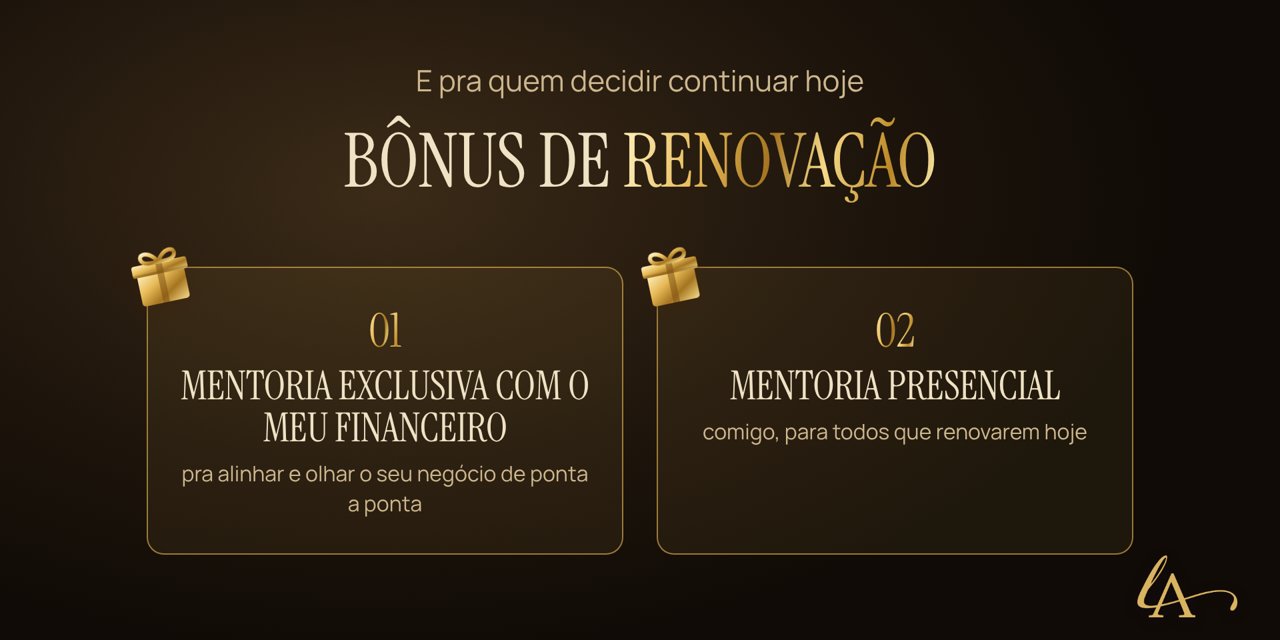 E pra quem decidir continuar hoje
BÔNUS DE RENOVAÇÃO
01
MENTORIA EXCLUSIVA COM O
MEU FINANCEIRO
pra alinhar e olhar o seu negócio de ponta
a ponta
02
MENTORIA PRESENCIAL
comigo, para todos que renovarem hoje
lA